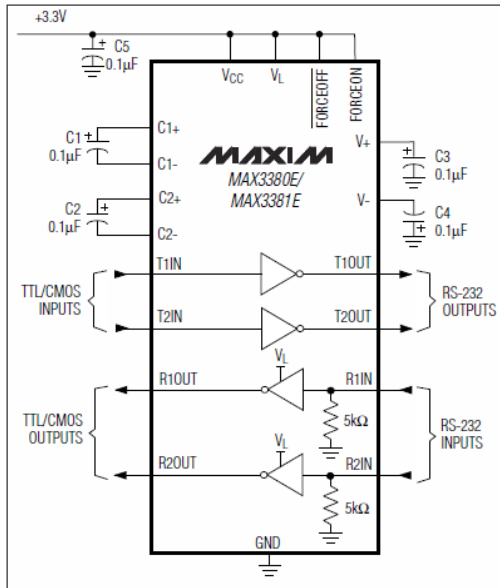 +3.3V
C5
0.1µF
VCC
VL
FORCEOFF
FORCEON
C1
0.1µF
C1+
C1-
C2
0.1µF
C2+
C2-
MAXIM
MAX3380E/
MAX3381E
V+
C3
0.1µF
V-
C4
0.1µF
TTL/CMOS
INPUTS
T1IN
T1OUT
T2IN
T2OUT
RS-232
OUTPUTS
TTL/CMOS
OUTPUTS
R1OUT
VL
R1IN
5kΩ
R2OUT
VL
R2IN
5kΩ
RS-232
INPUTS
GND